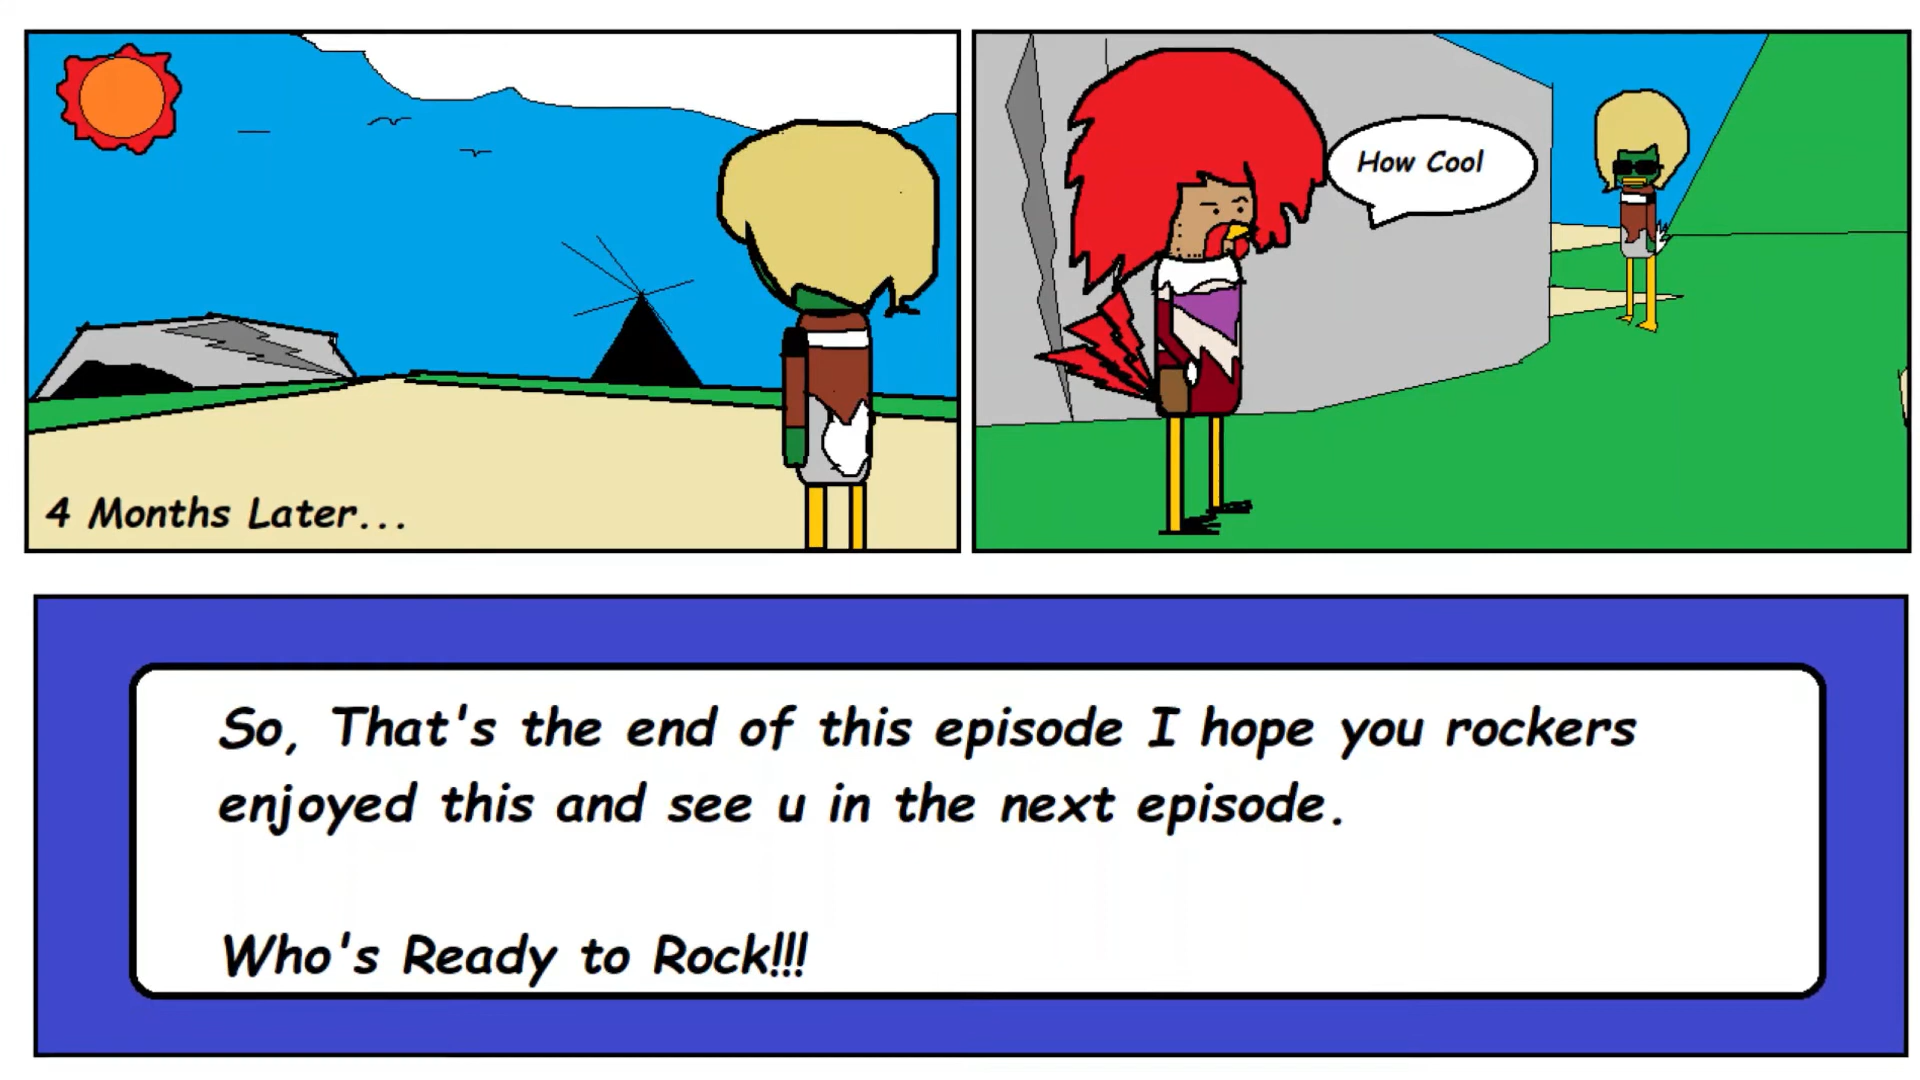 4 Months Later...
How Cool
So, That's the end of this episode I hope you rockers
enjoyed this and see u in the next episode.
Who's Ready to Rock!!!